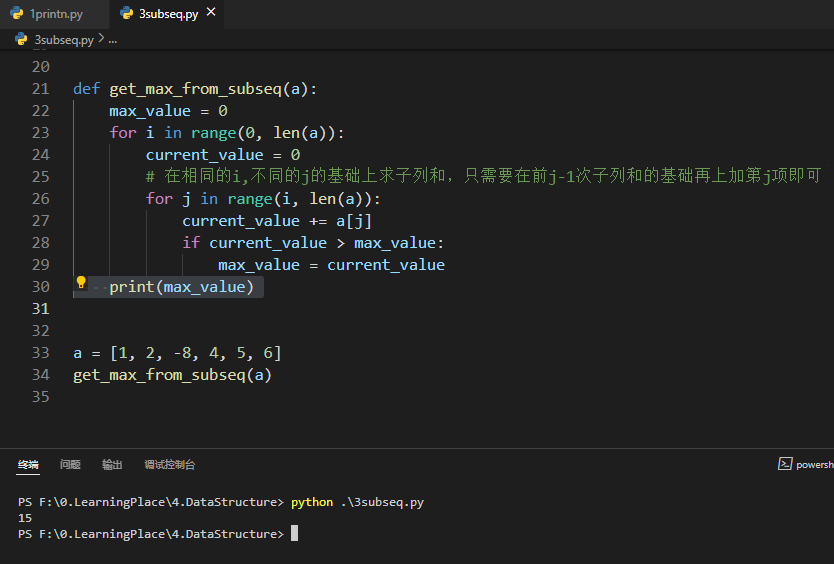 1printn.py 3subseq.py ×
3subseq.py > ...
20
21 def get_max_from_subseq(a):
22     max_value = 0
23     for i in range(0, len(a)):
24         current_value = 0
25         # 在相同的i,不同的j的基础上求子列和，只需要在前j-1次子列和的基础再上加第j项即可
26         for j in range(i, len(a)):
27             current_value += a[j]
28             if current_value > max_value:
29                 max_value = current_value
30     print(max_value)
31
32
33 a = [1, 2, -8, 4, 5, 6]
34 get_max_from_subseq(a)
35
终端 问题 输出 调试控制台 powersh
PS F:\0.LearningPlace\4.DataStructure> python .\3subseq.py
15
PS F:\0.LearningPlace\4.DataStructure>